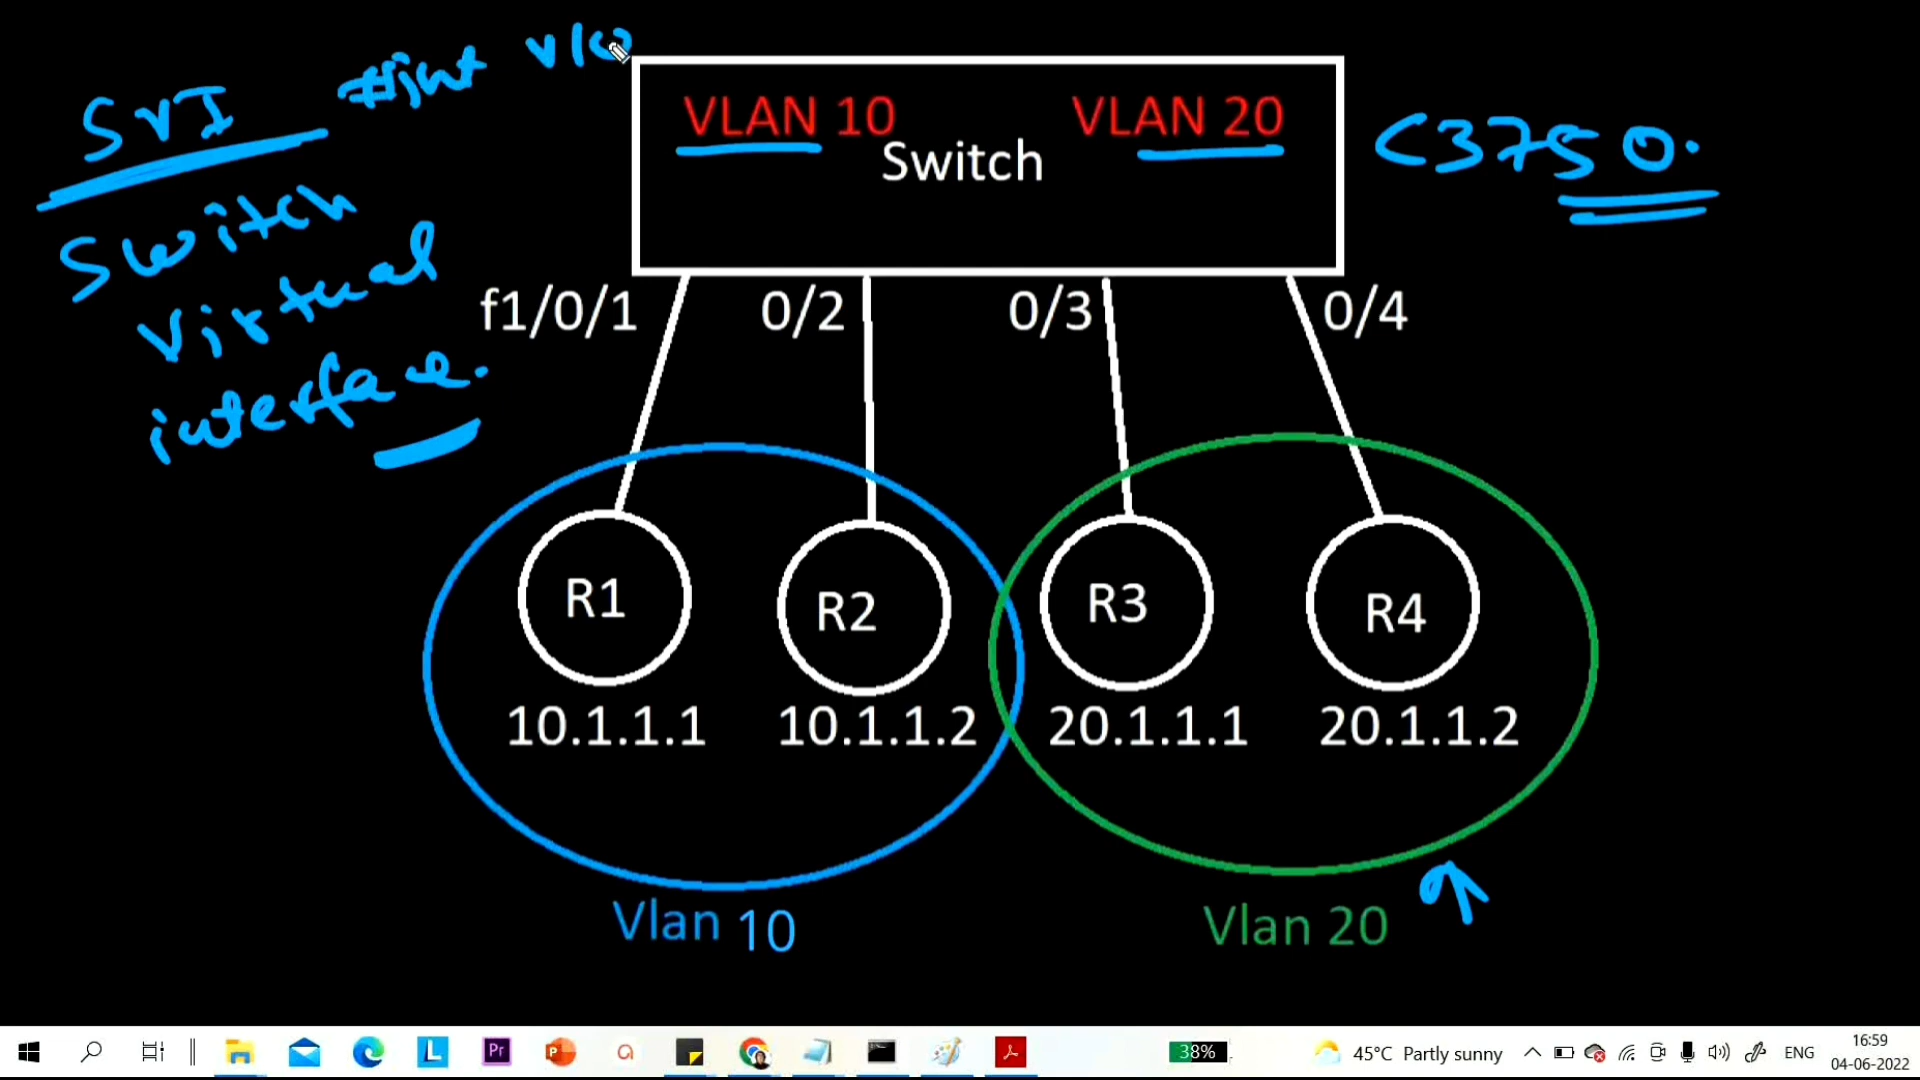 SVI #int vla
Switch
Virtual
interface.
VLAN 10 VLAN 20
Switch
C3750.
f1/0/1 0/2 0/3 0/4
R1 R2 R3 R4
10.1.1.1 10.1.1.2 20.1.1.1 20.1.1.2
Vlan 10 Vlan 20
L Pr P 38% 45°C Partly sunny ENG 16:59
04-06-2022